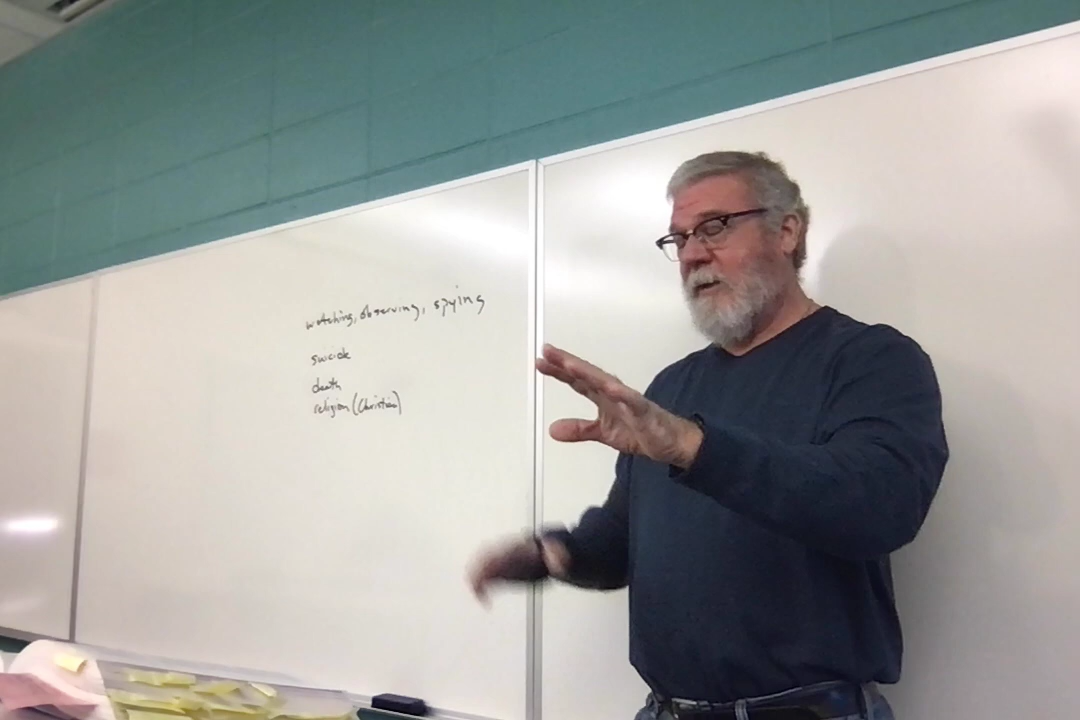 watching, observing, spying
suicide
death
religion (Christian)